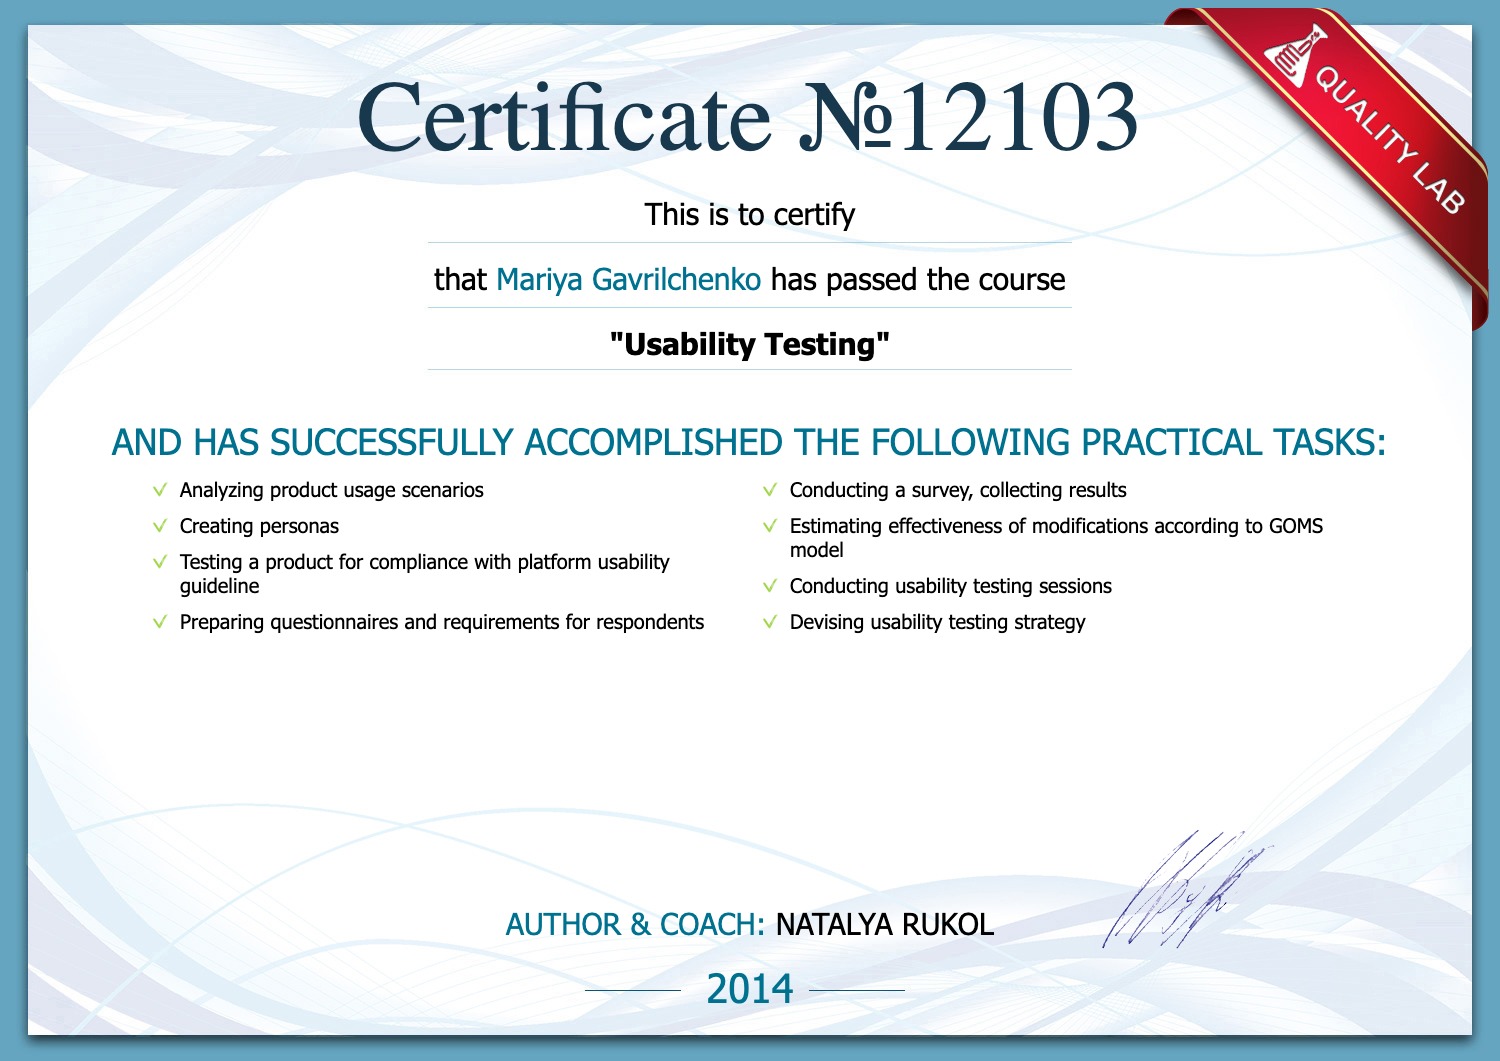 Certificate №12103
QUALITY LAB
This is to certify
that Mariya Gavrilchenko has passed the course
"Usability Testing"
AND HAS SUCCESSFULLY ACCOMPLISHED THE FOLLOWING PRACTICAL TASKS:
Analyzing product usage scenarios
Creating personas
Testing a product for compliance with platform usability
guideline
Preparing questionnaires and requirements for respondents
Conducting a survey, collecting results
Estimating effectiveness of modifications according to GOMS
model
Conducting usability testing sessions
Devising usability testing strategy
AUTHOR & COACH: NATALYA RUKOL
2014